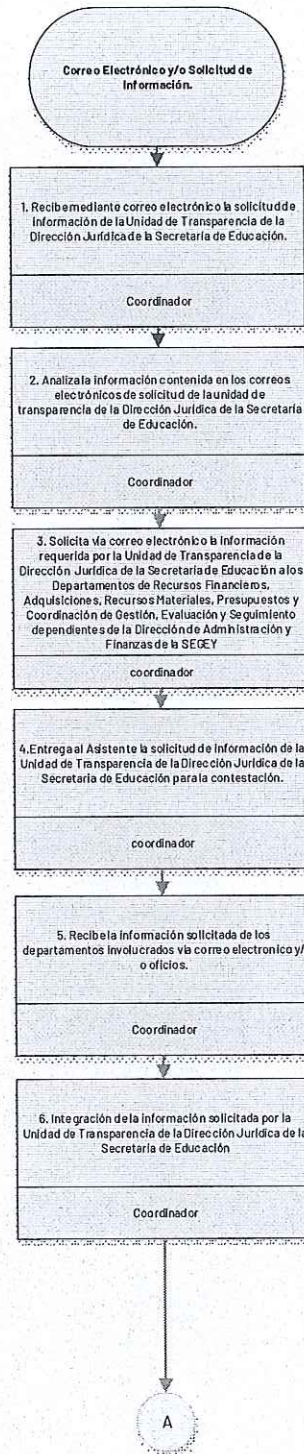 Correo Electrónico y/o Solicitud de
Información.
1. Recibe mediante correo electrónico la solicitud de
Información de la Unidad de Transparencia de la
Dirección Jurídica de la Secretaría de Educación.
Coordinador
2. Analiza la información contenida en los correos
electrónicos de solicitud de la unidad de
transparencia de la Dirección Jurídica de la Secretaría
de Educación.
Coordinador
3. Solicita vía correo electrónico la información
requerida por la Unidad de Transparencia de la
Dirección Jurídica de la Secretaría de Educación a los
Departamentos de Recursos Financieros,
Adquisiciones, Recursos Materiales, Presupuestos y
Coordinación de Gestión, Evaluación y Seguimiento
dependientes de la Dirección de Administración y
Finanzas de la SEGEY
coordinador
4.Entrega al Asistente la solicitud de Información de la
Unidad de Transparencia de la Dirección Jurídica de la
Secretaría de Educación para la contestación.
coordinador
5. Recibe la información solicitada de los
departamentos involucrados vía correo electronico y/
o oficios.
Coordinador
6. Integración de la información solicitada por la
Unidad de Transparencia de la Dirección Jurídica de la
Secretaría de Educación
Coordinador
A